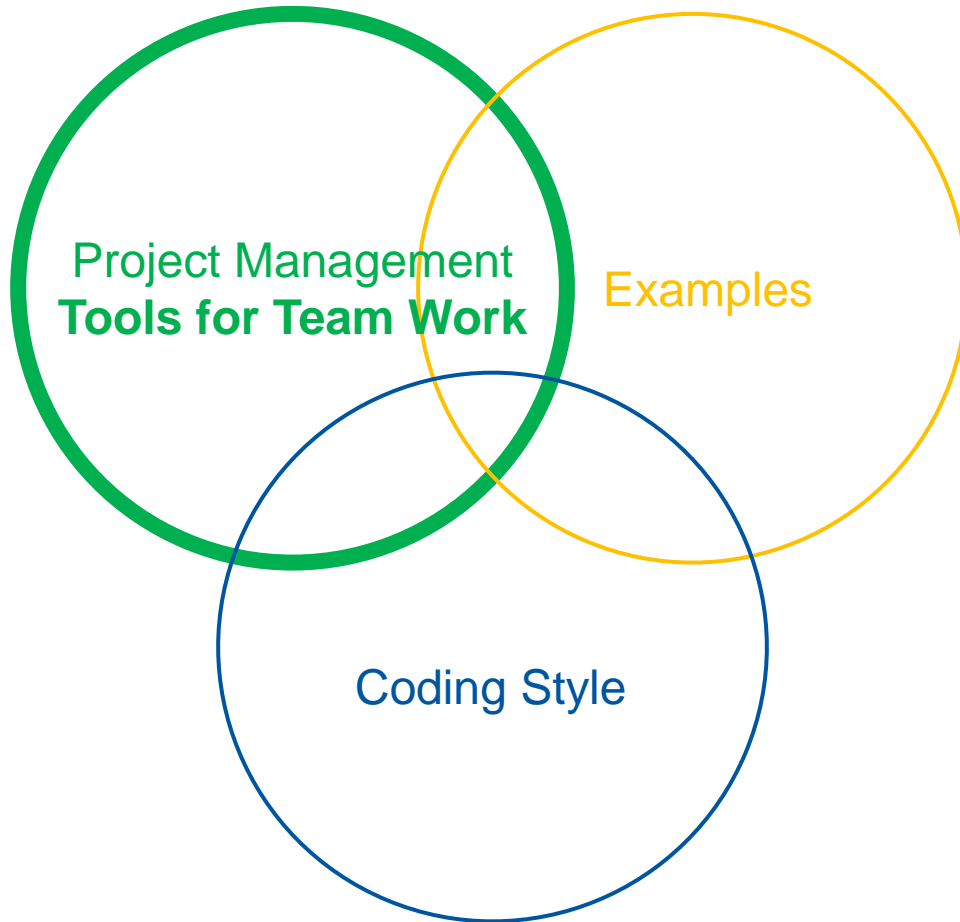 Project Management
Tools for Team Work
Examples
Coding Style